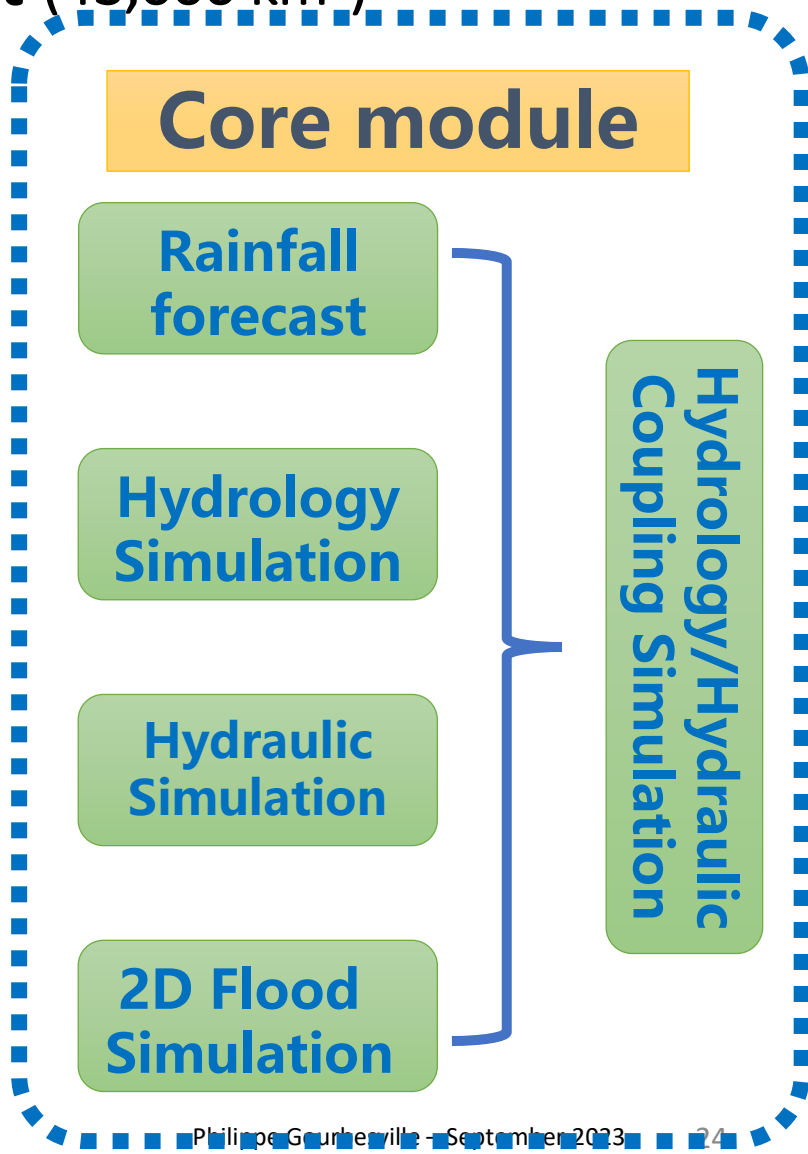 Core module
Rainfall
forecast
Hydrology
Simulation
Hydraulic
Simulation
2D Flood
Simulation
Hydrology/Hydraulic
Coupling Simulation
Philippe Gourbesville – September 2023
24